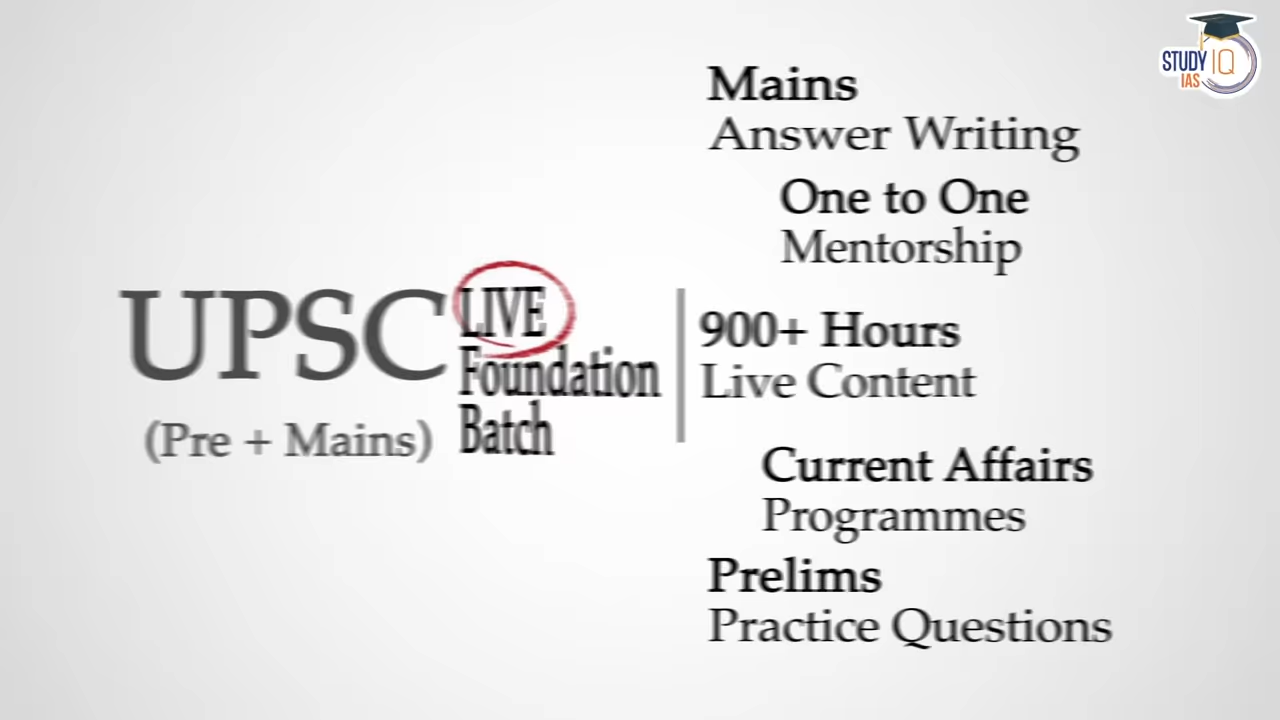 STUDY IQ
IAS
Mains
Answer Writing
One to One
Mentorship
UPSC
(Pre + Mains)
LIVE
Foundation
Batch
900+ Hours
Live Content
Current Affairs
Programmes
Prelims
Practice Questions